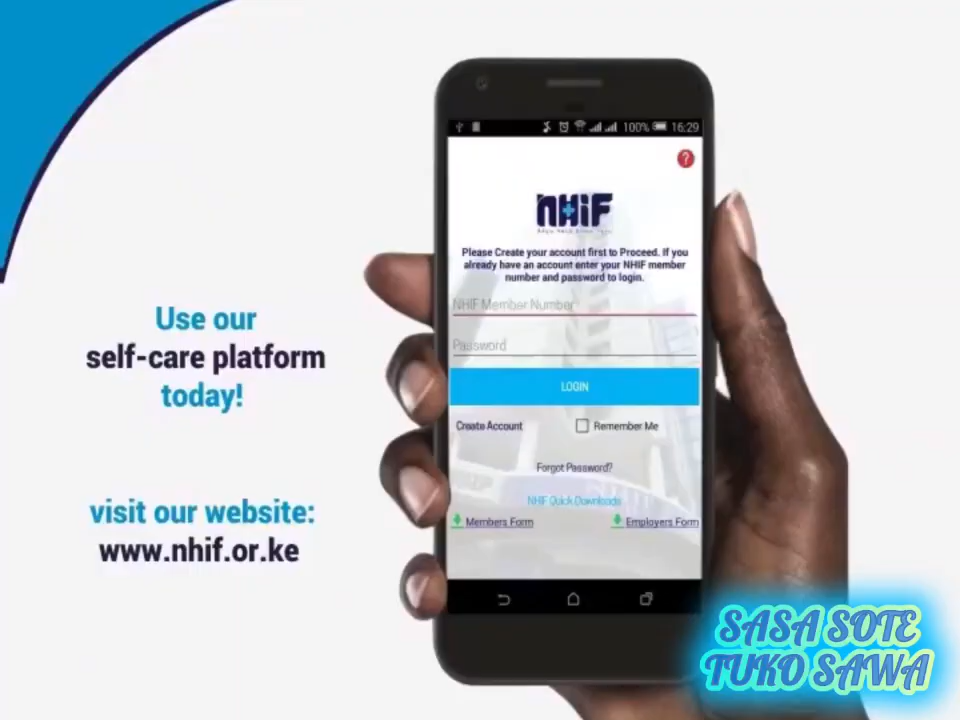 Use our
self-care platform
today!
visit our website:
www.nhif.or.ke
100% 16:29
?
NHIF
Please Create your account first to Proceed. If you
already have an account enter your NHIF member
number and password to login.
NHIF Member Number
Password
LOGIN
Create Account
Remember Me
Forgot Password?
NHIF Quick Downloads
Members Form
Employers Form
SASA SOTE
TUKO SAWA